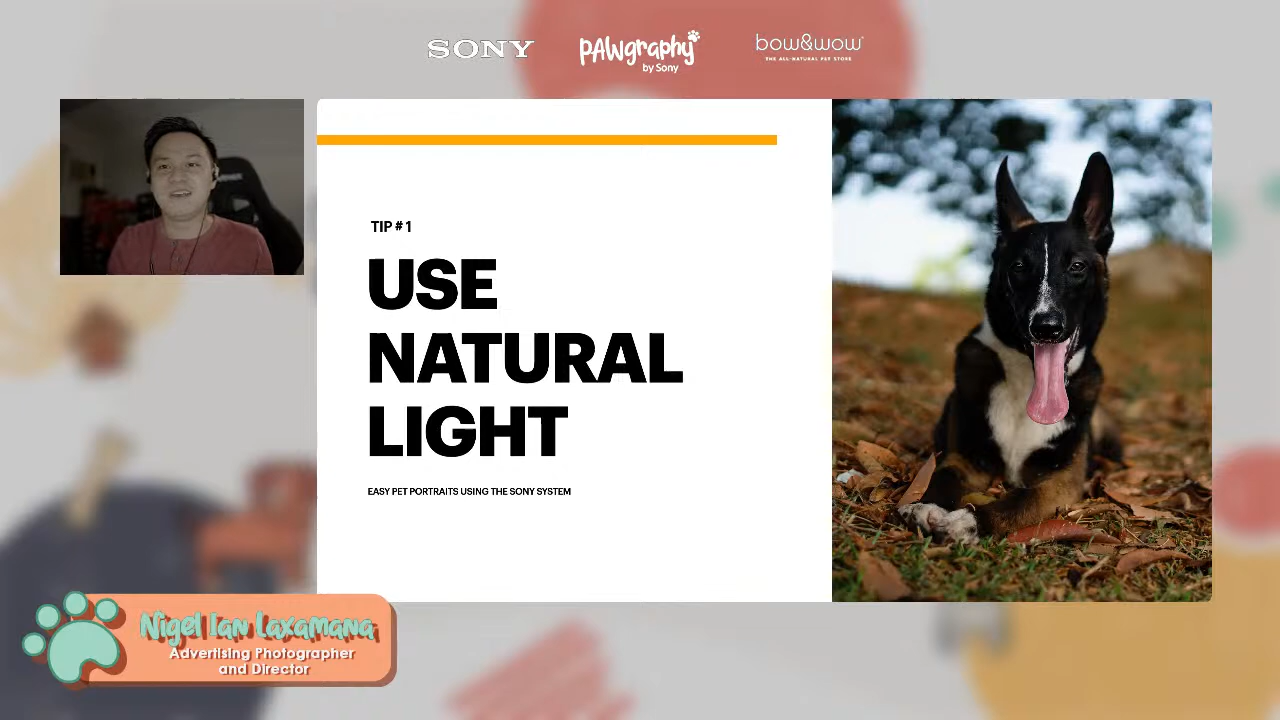 SONY
PAWgraphy
by Sony
bow&wow
THE ALL-NATURAL PET STORE
TIP #1
USE
NATURAL
LIGHT
EASY PET PORTRAITS USING THE SONY SYSTEM
Nigel Ian Laxamana
Advertising Photographer
and Director